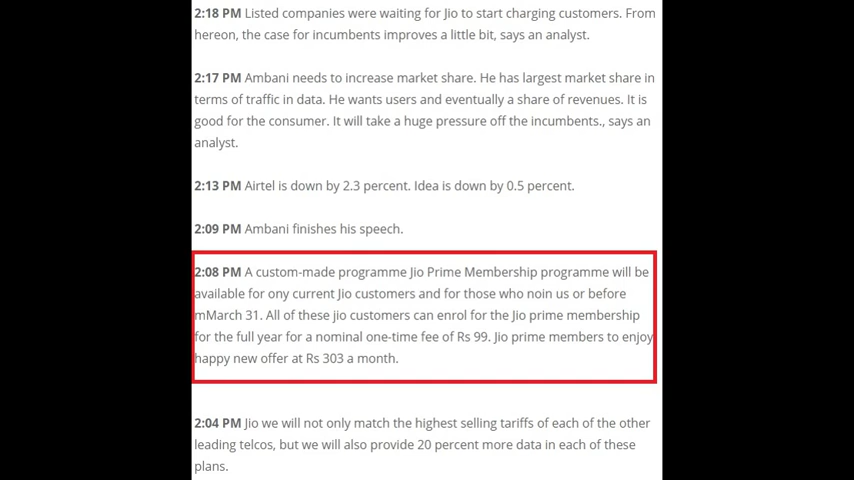 2:18 PM Listed companies were waiting for Jio to start charging customers. From
hereon, the case for incumbents improves a little bit, says an analyst.
2:17 PM Ambani needs to increase market share. He has largest market share in
terms of traffic in data. He wants users and eventually a share of revenues. It is
good for the consumer. It will take a huge pressure off the incumbents., says an
analyst.
2:13 PM Airtel is down by 2.3 percent. Idea is down by 0.5 percent.
2:09 PM Ambani finishes his speech.
2:08 PM A custom-made programme Jio Prime Membership programme will be
available for ony current Jio customers and for those who noin us or before
mMarch 31. All of these jio customers can enrol for the Jio prime membership
for the full year for a nominal one-time fee of Rs 99. Jio prime members to enjoy
happy new offer at Rs 303 a month.
2:04 PM Jio we will not only match the highest selling tariffs of each of the other
leading telcos, but we will also provide 20 percent more data in each of these
plans.